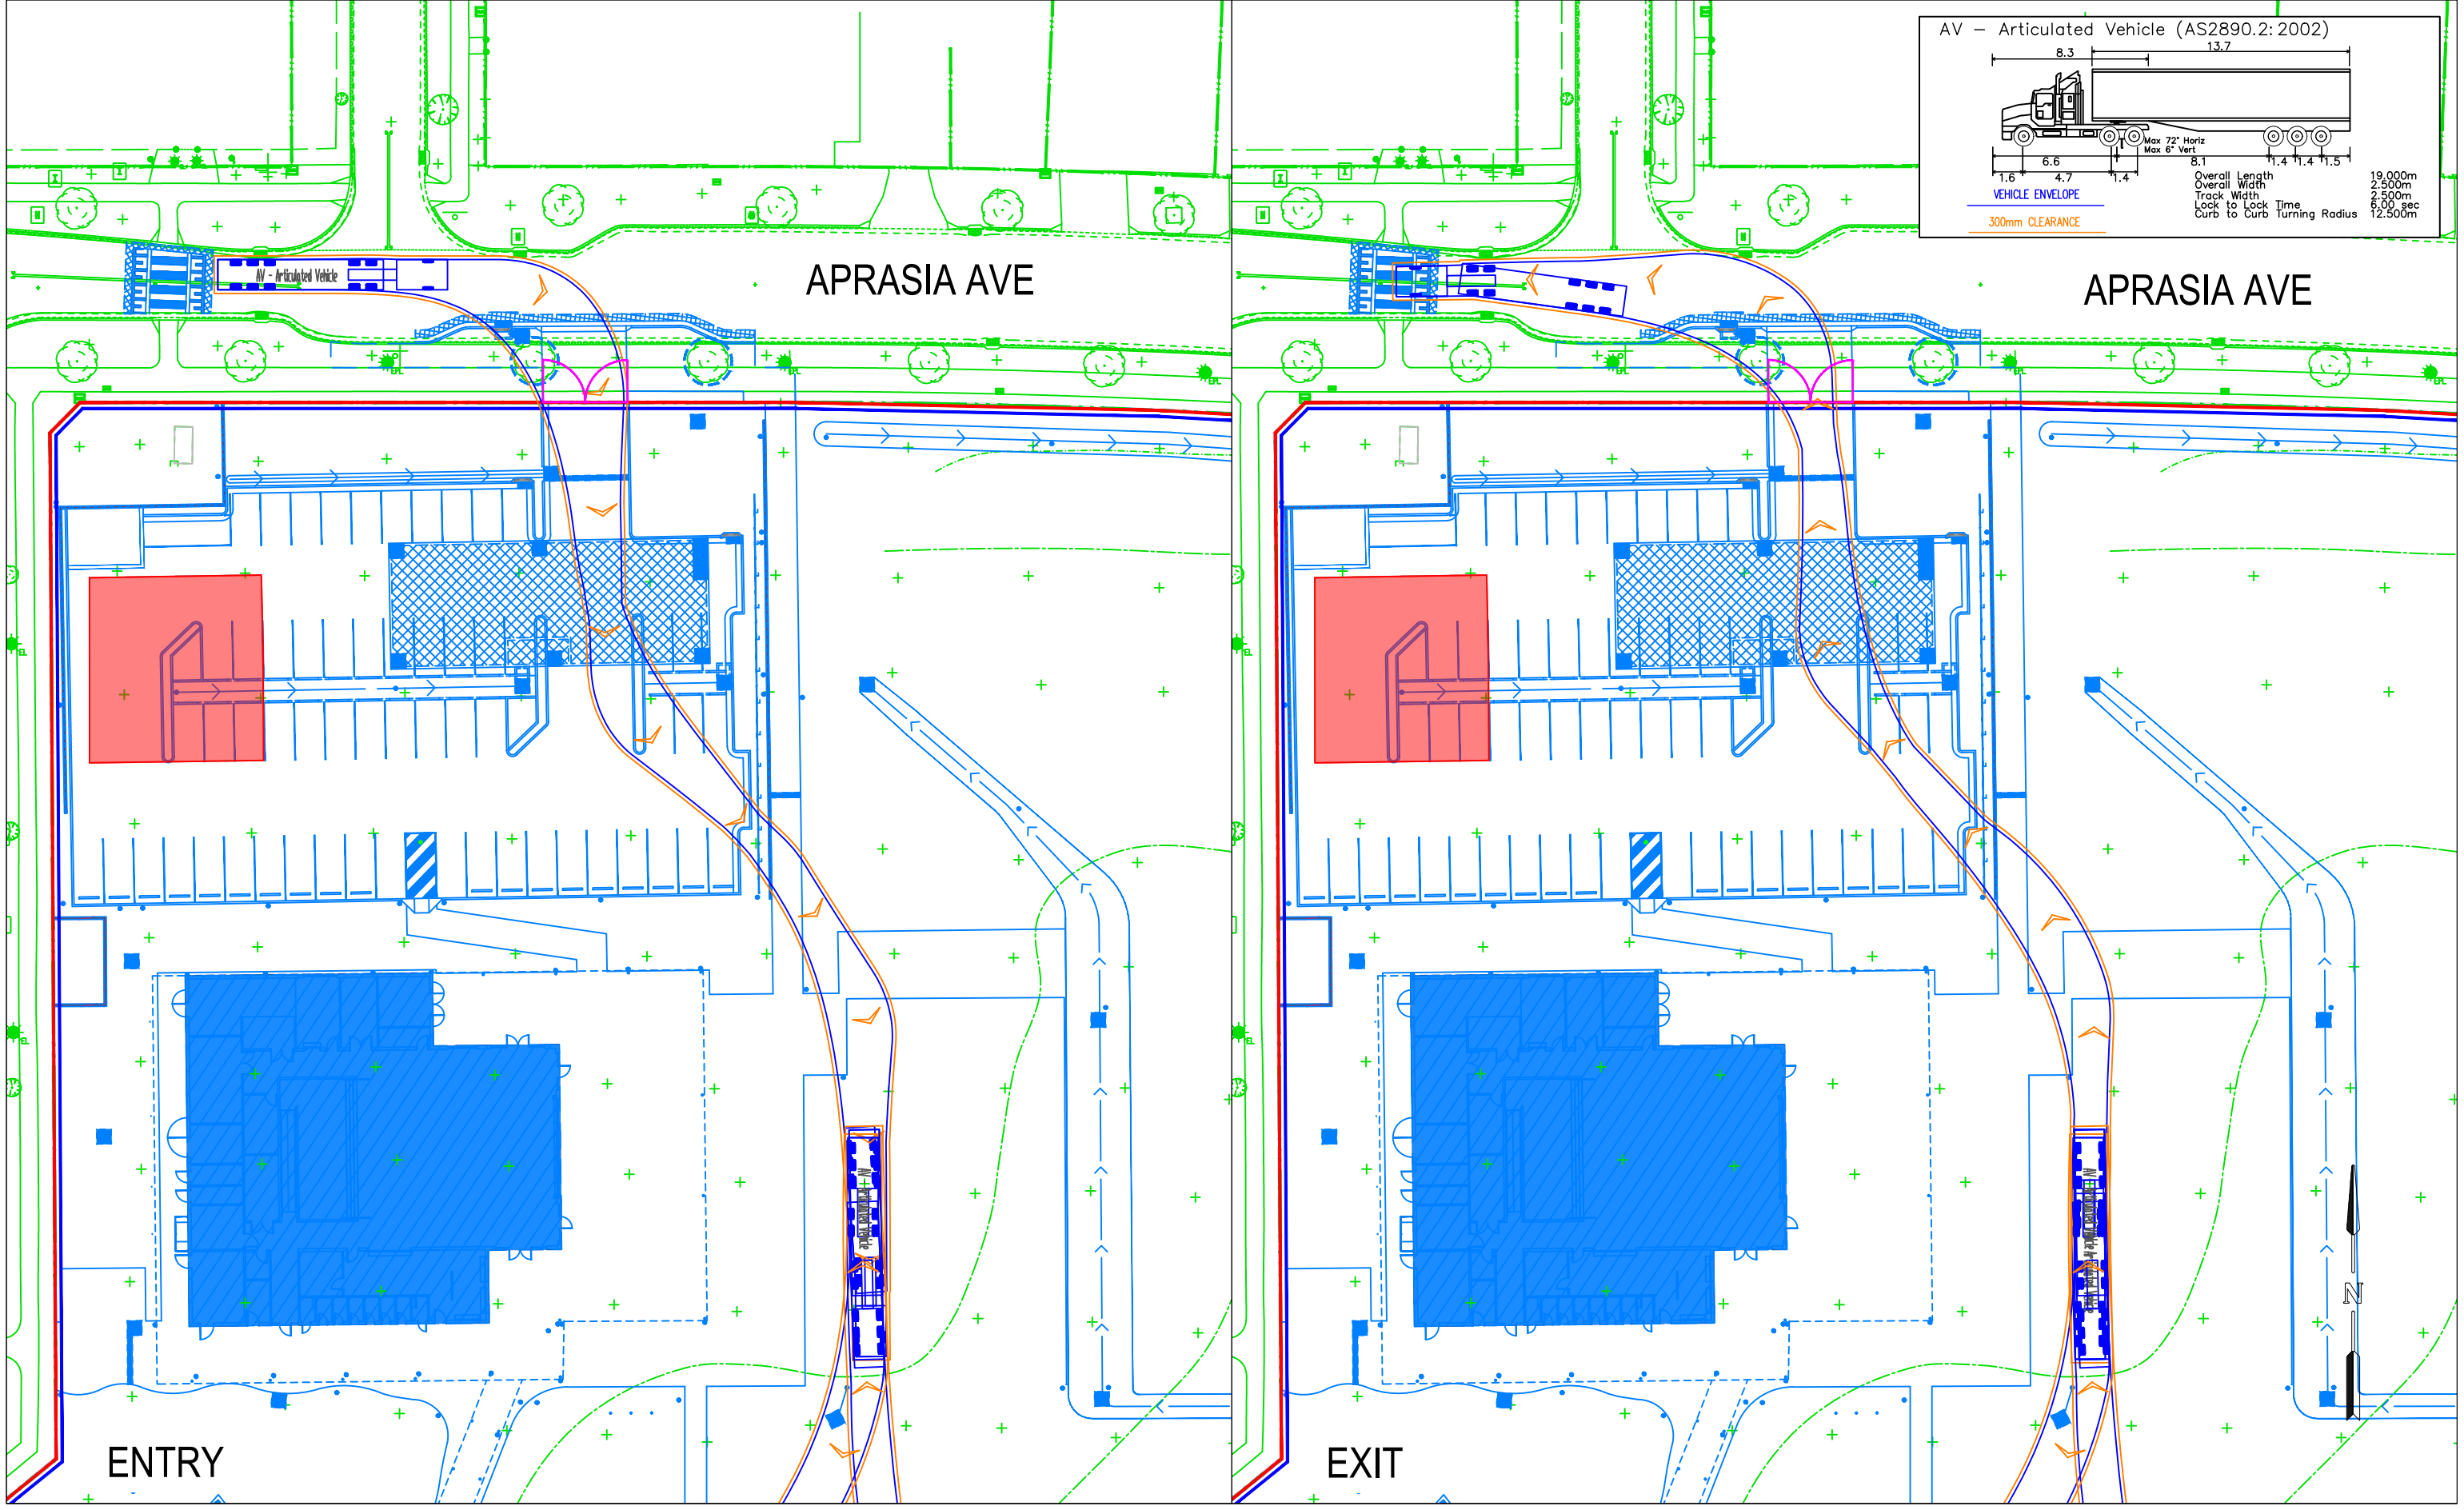 AV - Articulated Vehicle (AS2890.2:2002)
13.7
8.3
Max 72° Horiz
Max 6° Vert
6.6
8.1
1.4
1.4
1.5
1.6
4.7
1.4
Overall Length 19.000m
Overall Width 2.500m
Track Width 2.500m
Lock to Lock Time 6.00 sec
Curb to Curb Turning Radius 12.500m
VEHICLE ENVELOPE
300mm CLEARANCE
AV - Articulated Vehicle
APRASIA AVE
APRASIA AVE
N
ENTRY
EXIT